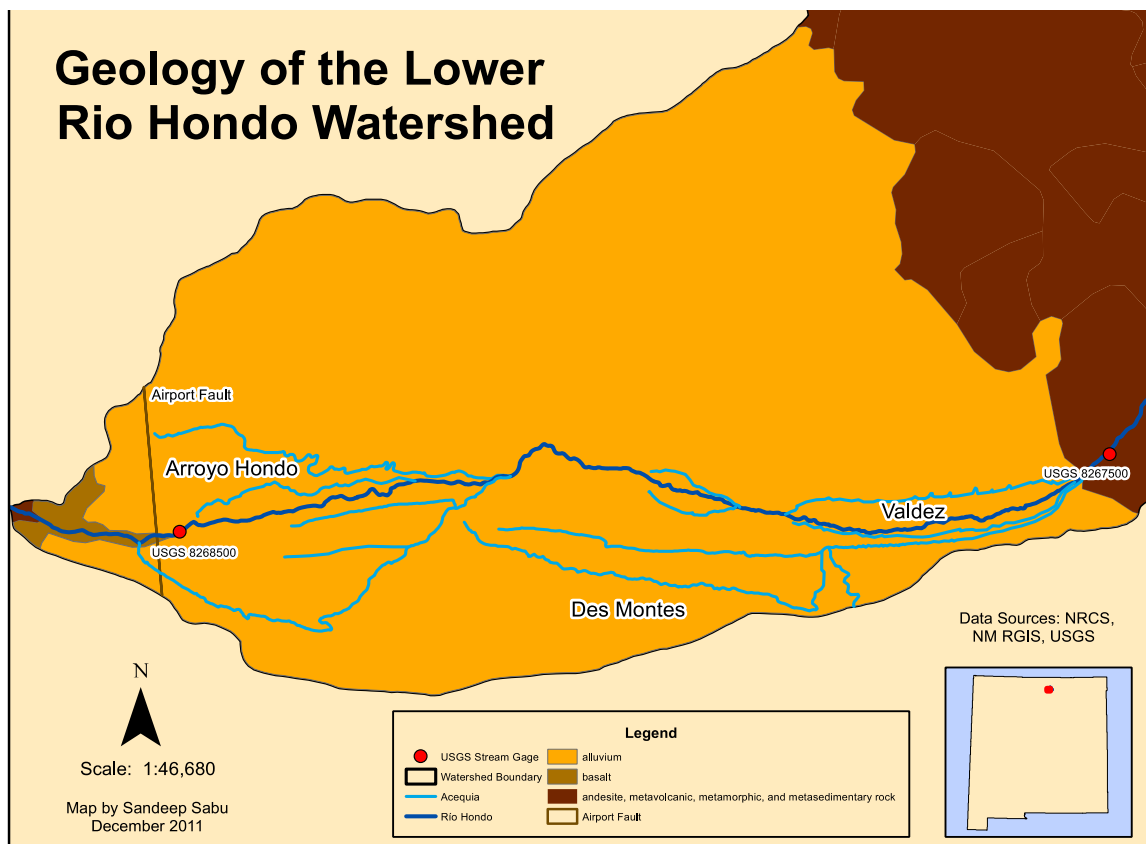 Geology of the Lower
Rio Hondo Watershed
Airport Fault
Arroyo Hondo
USGS 8267500
Valdez
USGS 8268500
Des Montes
Data Sources: NRCS,
NM RGIS, USGS
N
Scale: 1:46,680
Map by Sandeep Sabu
December 2011
Legend
USGS Stream Gage
alluvium
Watershed Boundary
basalt
Acequia
andesite, metavolcanic, metamorphic, and metasedimentary rock
Río Hondo
Airport Fault